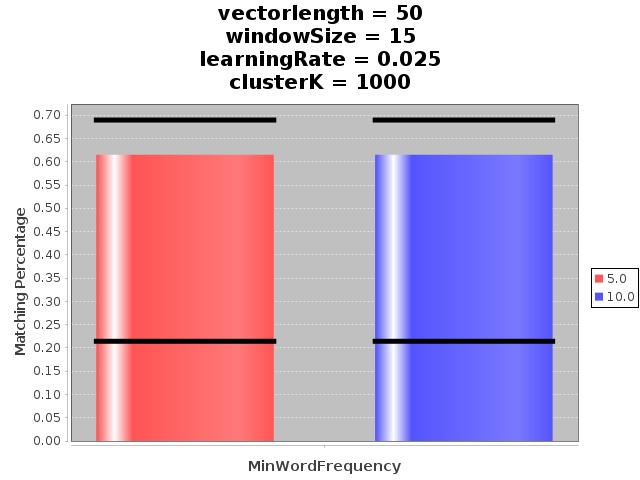 vectorlength = 50
windowSize = 15
learningRate = 0.025
clusterK = 1000
0.70
0.65
0.60
0.55
0.50
0.45
0.40
0.35
0.30
0.25
0.20
0.15
0.10
0.05
0.00
Matching Percentage
MinWordFrequency
5.0
10.0